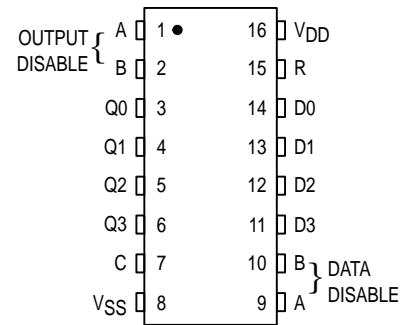 OUTPUT DISABLE { A 1 ● 16 VDD
B 2 15 R
Q0 3 14 D0
Q1 4 13 D1
Q2 5 12 D2
Q3 6 11 D3
C 7 10 B } DATA DISABLE
VSS 8 9 A